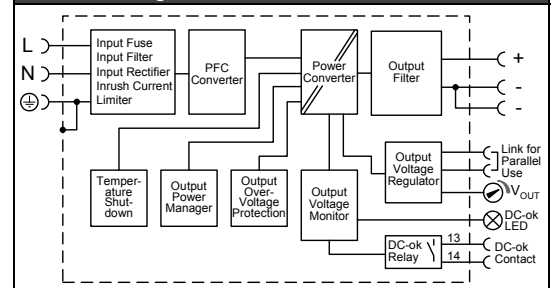 L
N
Input Fuse
Input Filter
Input Rectifier
Inrush Current
Limiter
PFC
Converter
Power
Converter
Output
Filter
+
-
-
Temper-
ature
Shut-
down
Output
Power
Manager
Output
Over-
Voltage
Protection
Output
Voltage
Monitor
Output
Voltage
Regulator
Link for
Parallel
Use
VOUT
DC-ok
LED
DC-ok
Relay
13
14
DC-ok
Contact